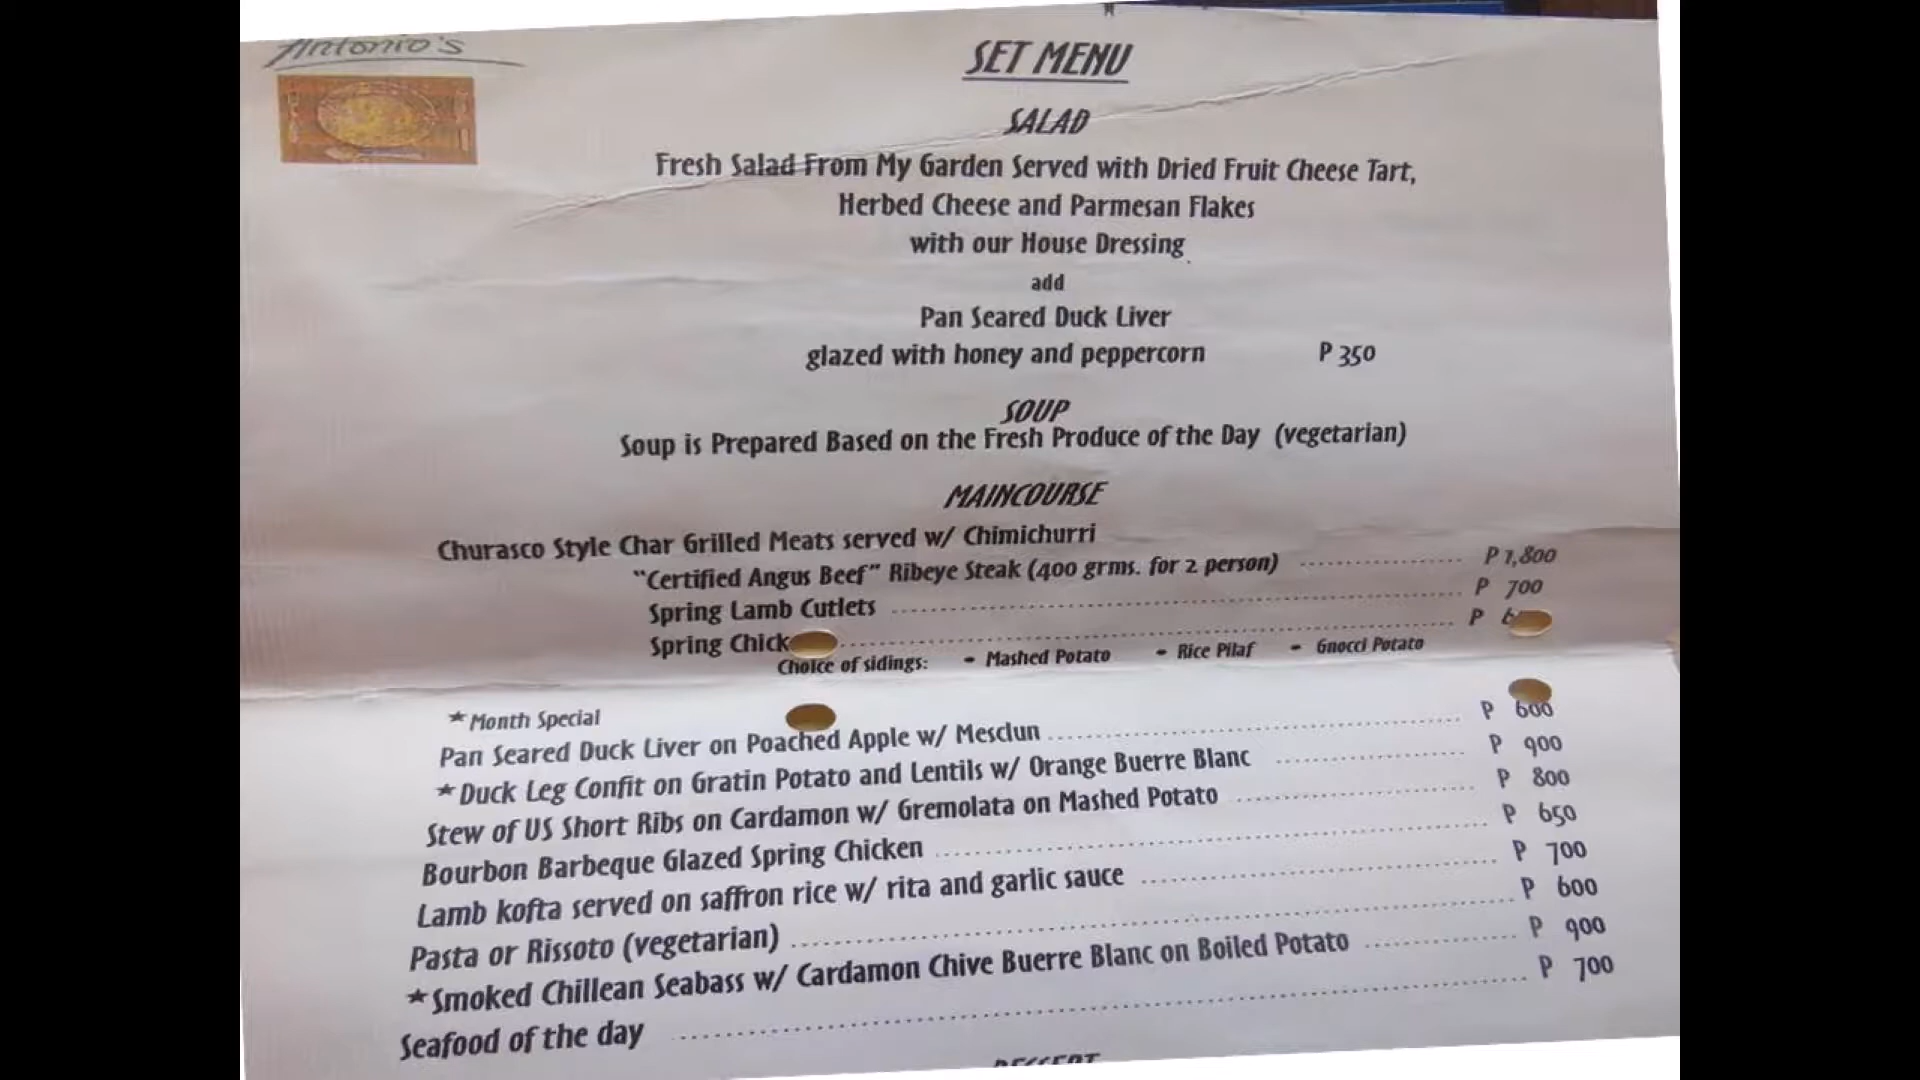 Antonio's
SET MENU
SALAD
Fresh Salad From My Garden Served with Dried Fruit Cheese Tart,
Herbed Cheese and Parmesan Flakes
with our House Dressing
add
Pan Seared Duck Liver
glazed with honey and peppercorn P 350
SOUP
Soup is Prepared Based on the Fresh Produce of the Day (vegetarian)
MAINCOURSE
Churasco Style Char Grilled Meats served w/ Chimichurri
"Certified Angus Beef" Ribeye Steak (400 grms. for 2 person) .................... P 1,800
Spring Lamb Cutlets .................... P 700
Spring .................... P
Choice of sidings: - Mashed Potato - Rice Pilaf - Gnocci Potato
*Month Special
Pan Seared Duck Liver on Poached Apple w/ Mesclun .................... P 600
*Duck Leg Confit on Gratin Potato and Lentils w/ Orange Buerre Blanc .................... P 900
Stew of US Short Ribs on Cardamon w/ Gremolata on Mashed Potato .................... P 800
Bourbon Barbeque Glazed Spring Chicken .................... P 650
Lamb kofta served on saffron rice w/ rita and garlic sauce .................... P 700
Pasta or Rissoto (vegetarian) .................... P 600
*Smoked Chillean Seabass w/ Cardamon Chive Buerre Blanc on Boiled Potato .................... P 900
Seafood of the day .................... P 700